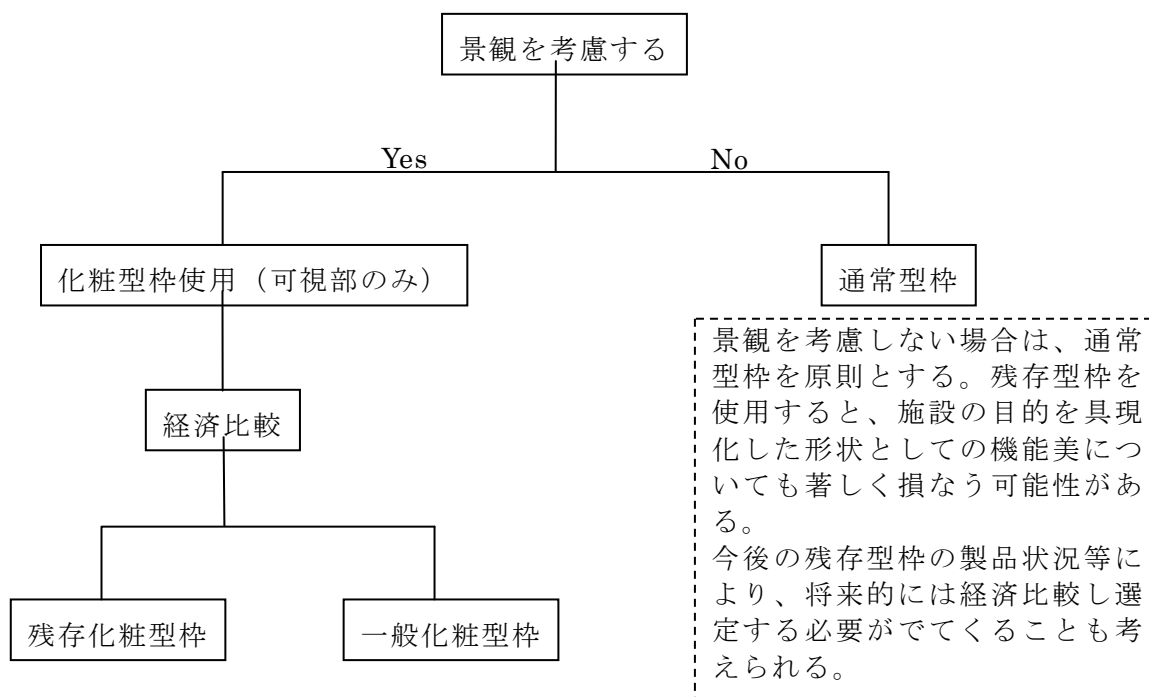 景観を考慮する
Yes
No
化粧型枠使用（可視部のみ）
通常型枠
経済比較
残存化粧型枠
一般化粧型枠
景観を考慮しない場合は、通常
型枠を原則とする。残存型枠を
使用すると、施設の目的を具現
化した形状としての機能美につ
いても著しく損なう可能性があ
る。
今後の残存型枠の製品状況等に
より、将来的には経済比較し選
定する必要がでてくることも考
えられる。